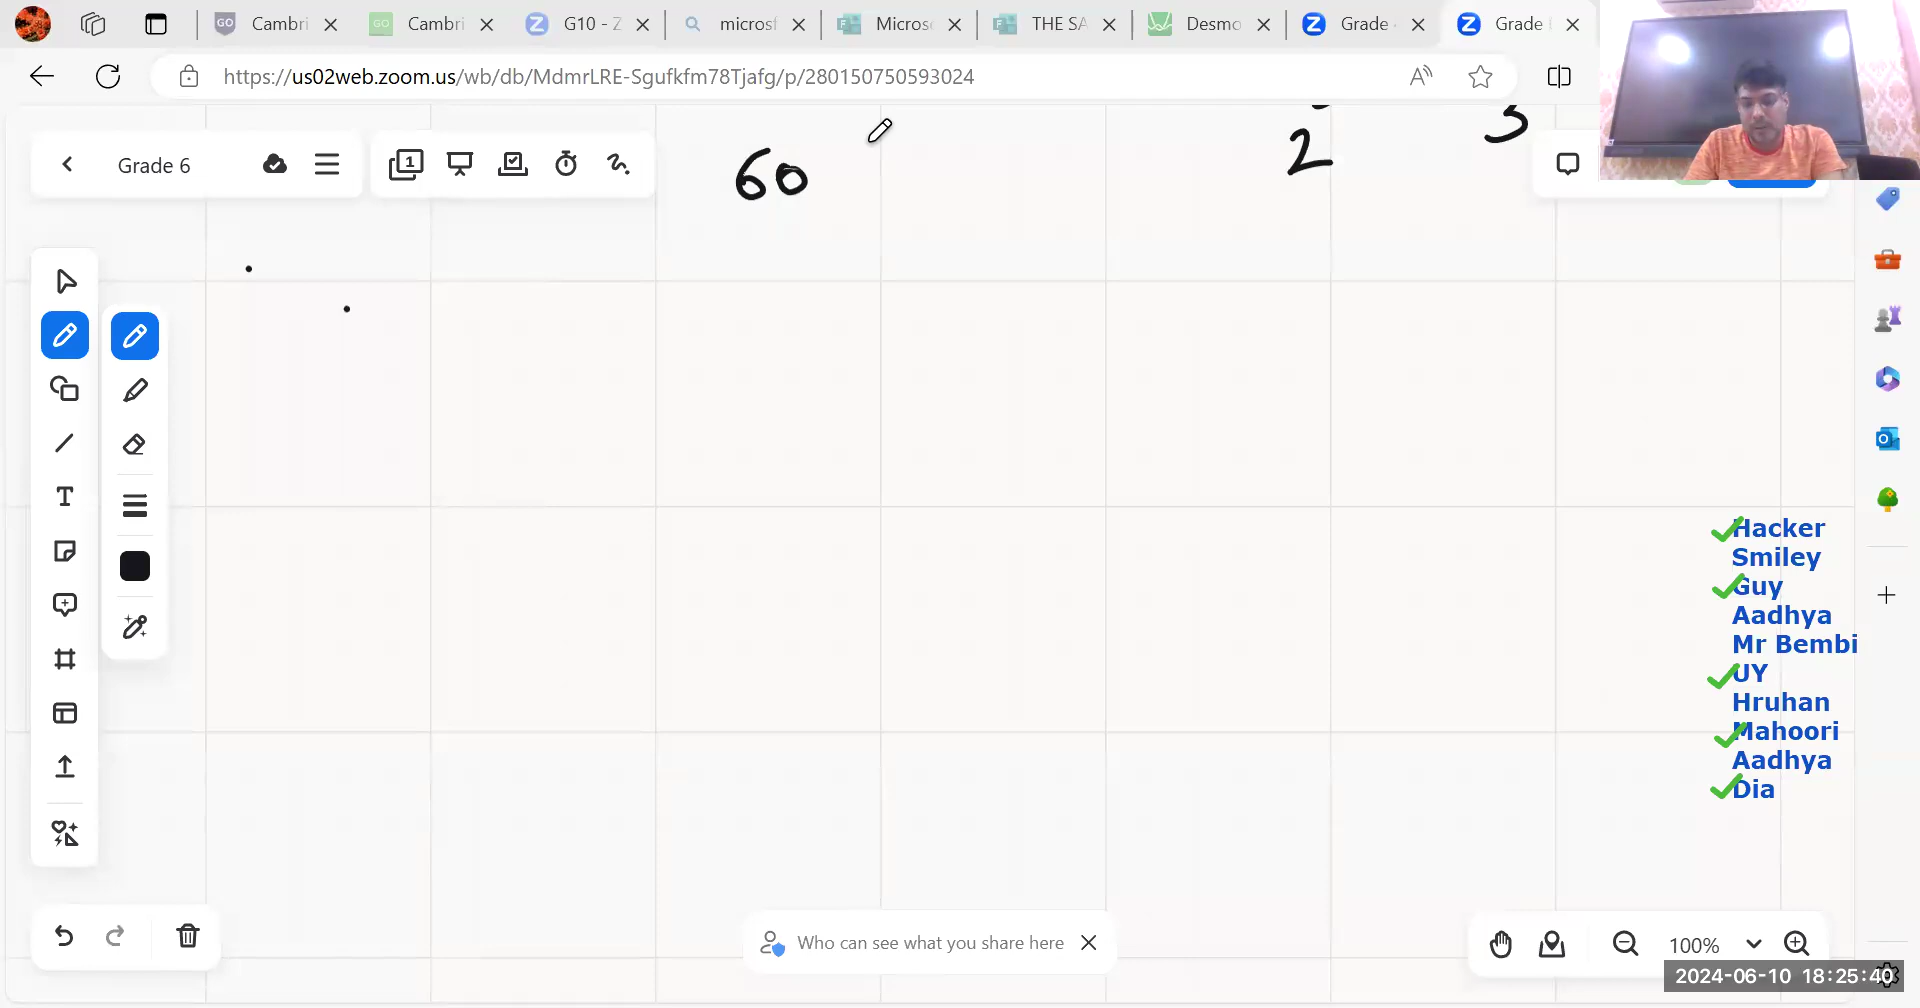 Cambri
Cambri
G10 - Z
microsf
Micros
THE SA
Desmo
Grade
Grade
https://us02web.zoom.us/wb/db/MdmrLRE-Sgufkfm78Tjafg/p/280150750593024
Grade 6
1
60
2
3
Hacker
Smiley
Guy
Aadhya
Mr Bembi
UY
Hruhan
Mahoori
Aadhya
Dia
Who can see what you share here
100%
2024-06-10 18:25:40